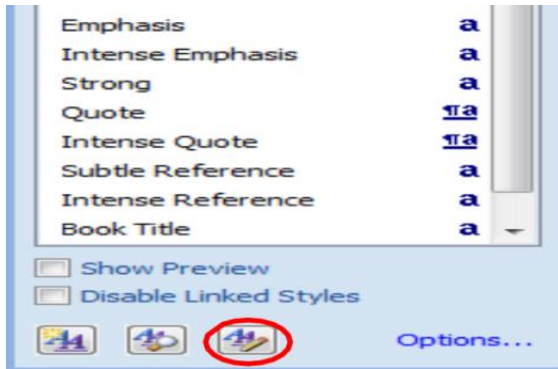 Emphasis a
Intense Emphasis a
Strong a
Quote ¶a
Intense Quote ¶a
Subtle Reference a
Intense Reference a
Book Title a
Show Preview
Disable Linked Styles
Options...